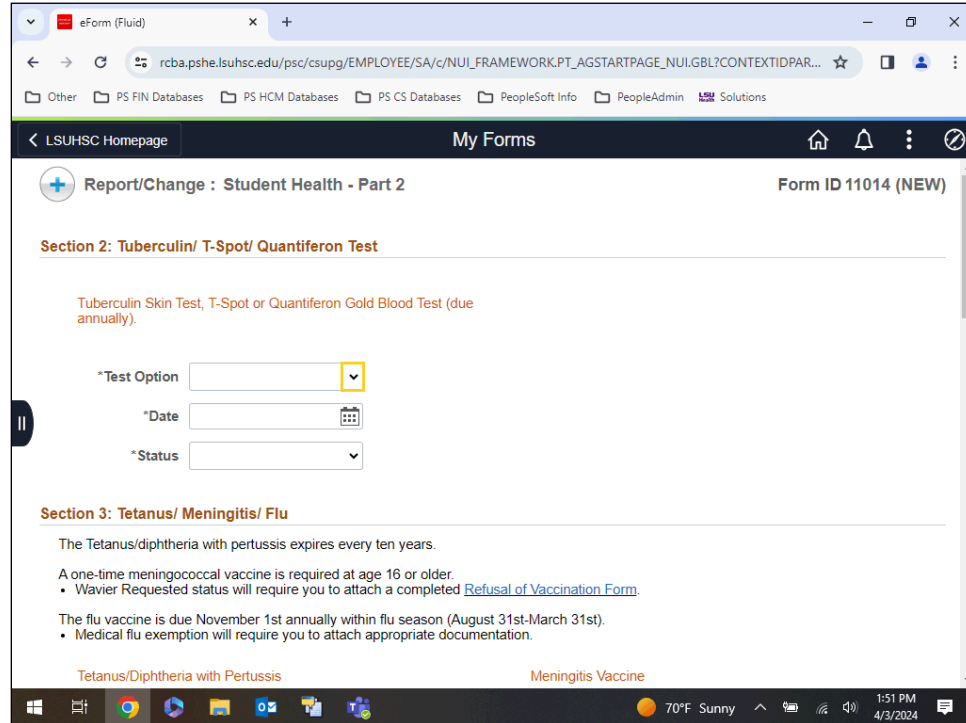 eForm (Fluid)
rcba.pshe.lsuhsc.edu/psc/csupg/EMPLOYEE/SA/c/NUI_FRAMEWORK.PT_AGSTARTPAGE_NUI.GBL?CONTEXTIDPAR...
Other PS FIN Databases PS HCM Databases PS CS Databases PeopleSoft Info PeopleAdmin LSU Solutions
LSUHSC Homepage My Forms
Report/Change : Student Health - Part 2 Form ID 11014 (NEW)
Section 2: Tuberculin/ T-Spot/ Quantiferon Test
Tuberculin Skin Test, T-Spot or Quantiferon Gold Blood Test (due
annually).
*Test Option
*Date
*Status
Section 3: Tetanus/ Meningitis/ Flu
The Tetanus/diphtheria with pertussis expires every ten years.
A one-time meningococcal vaccine is required at age 16 or older.
• Wavier Requested status will require you to attach a completed Refusal of Vaccination Form.
The flu vaccine is due November 1st annually within flu season (August 31st-March 31st).
• Medical flu exemption will require you to attach appropriate documentation.
Tetanus/Diphtheria with Pertussis Meningitis Vaccine
70°F Sunny 1:51 PM
4/3/2024